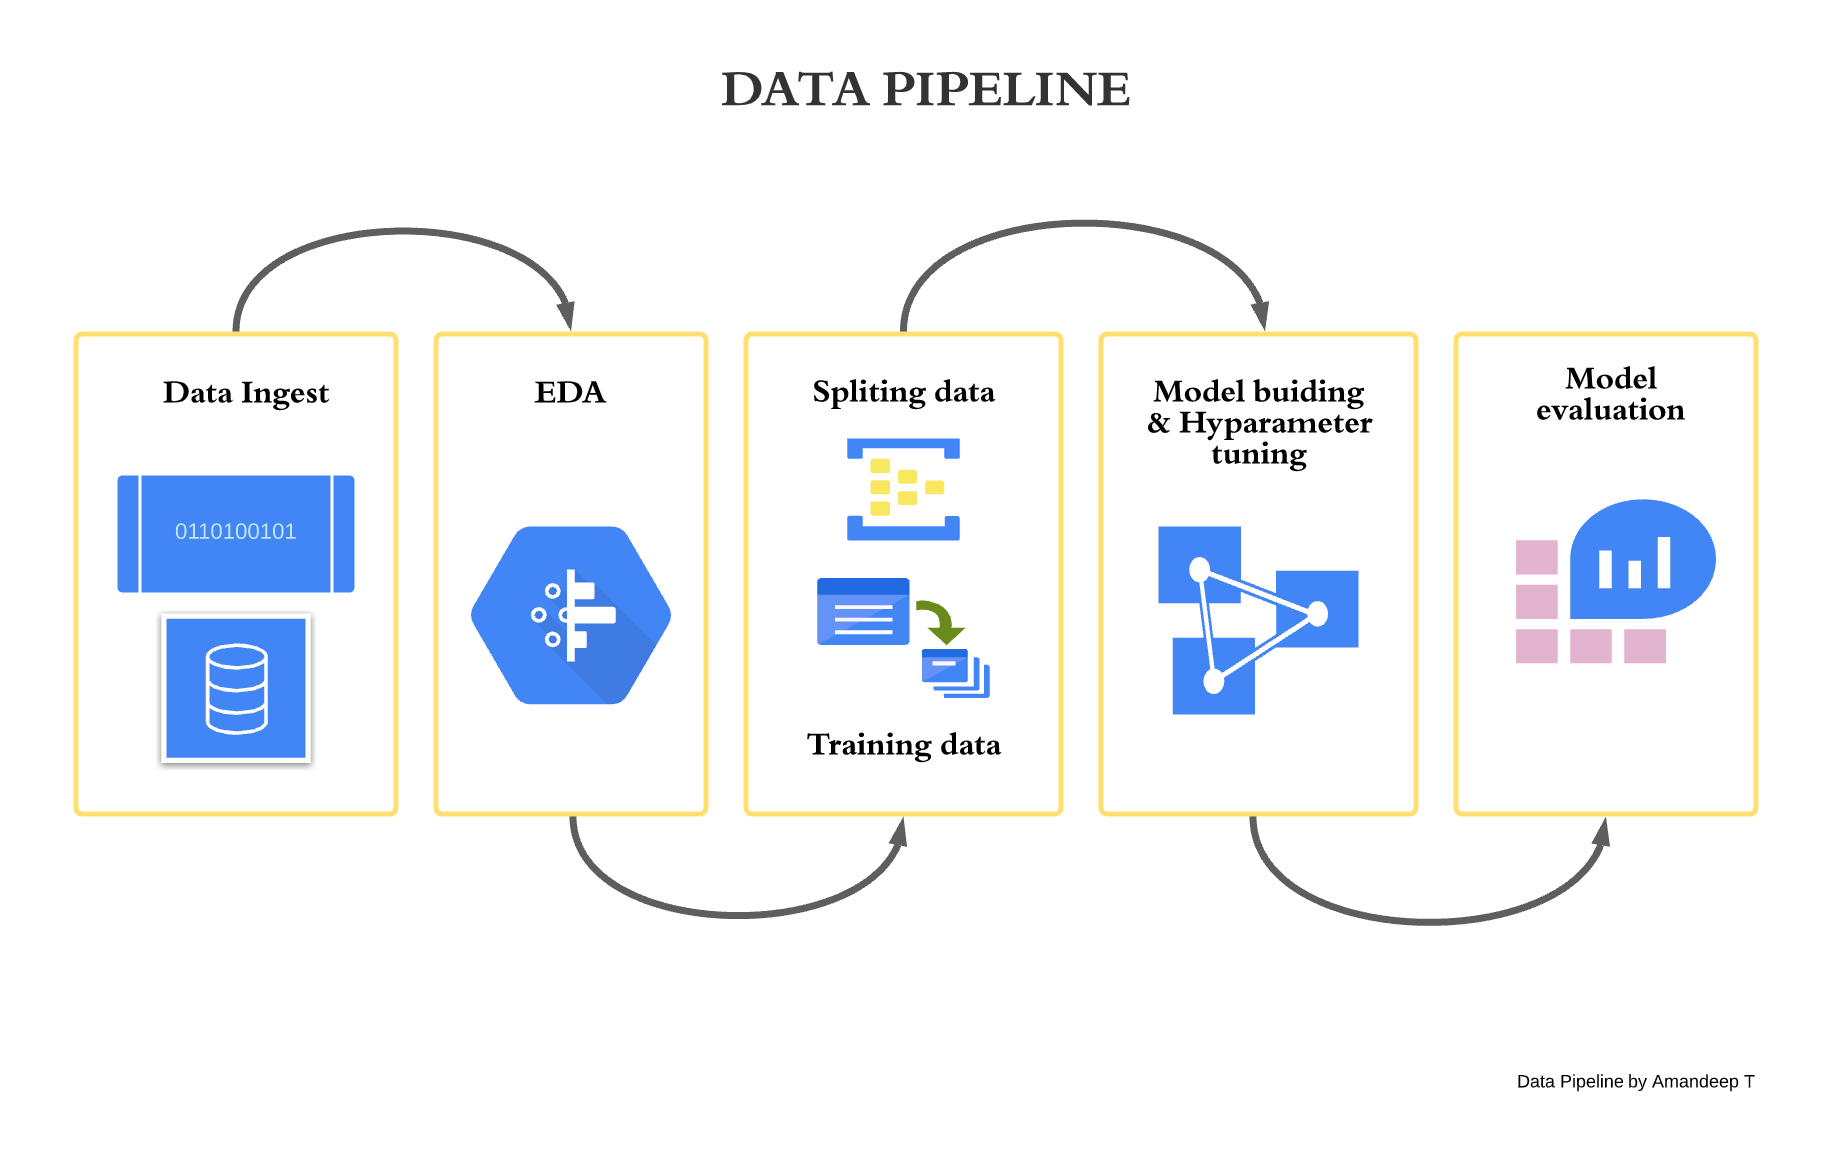 DATA PIPELINE
Data Ingest
0110100101
EDA
Spliting data
Training data
Model buiding
& Hyparameter
tuning
Model
evaluation
Data Pipeline by Amandeep T